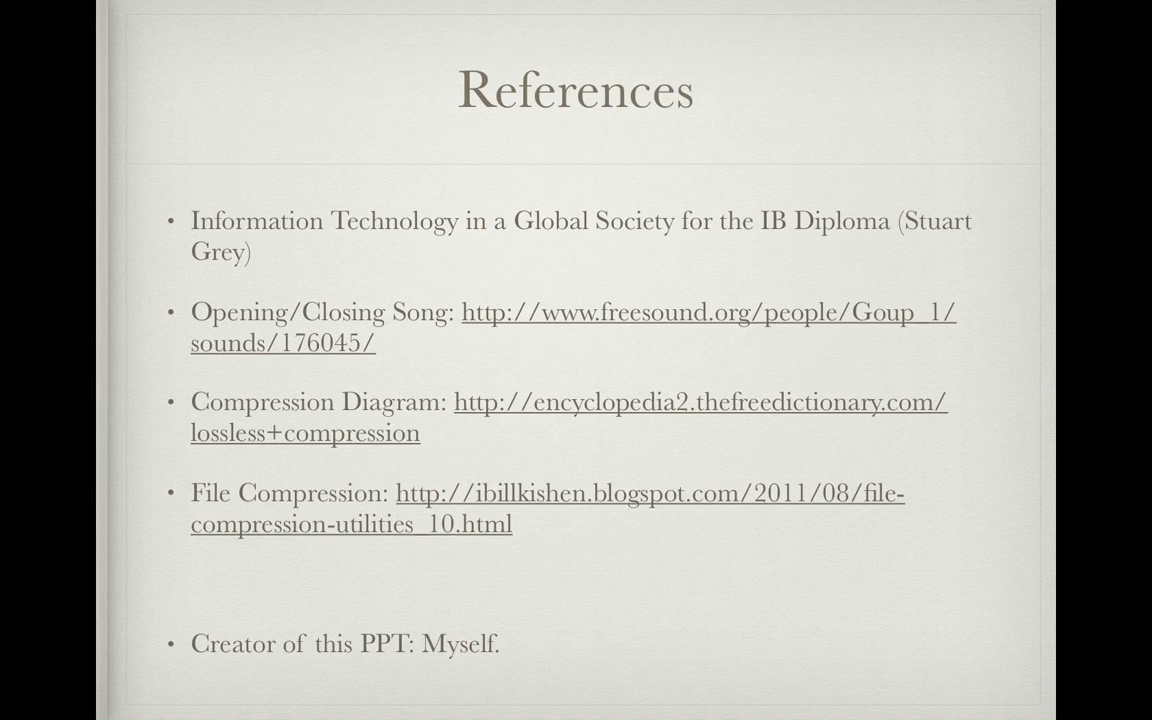 References
• Information Technology in a Global Society for the IB Diploma (Stuart
Grey)
• Opening/Closing Song: http://www.freesound.org/people/Goup_1/
sounds/176045/
• Compression Diagram: http://encyclopedia2.thefreedictionary.com/
lossless+compression
• File Compression: http://ibillkishen.blogspot.com/2011/08/file-
compression-utilities_10.html
• Creator of this PPT: Myself.